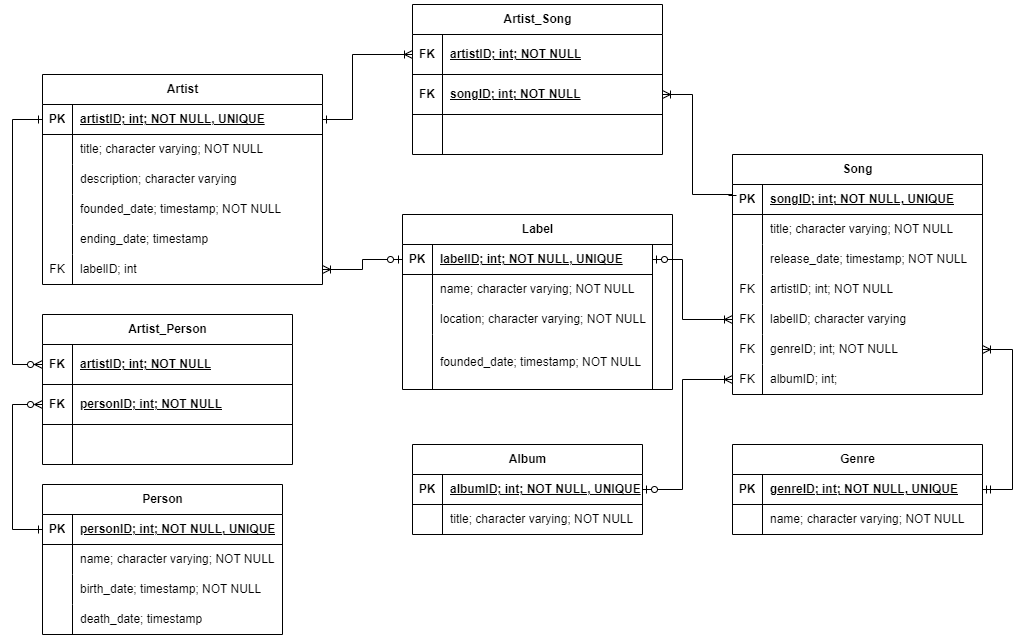 Artist_Song
FK artistID; int; NOT NULL
FK songID; int; NOT NULL
Artist
PK artistID; int; NOT NULL, UNIQUE
title; character varying; NOT NULL
description; character varying
founded_date; timestamp; NOT NULL
ending_date; timestamp
FK labelID; int
Song
PK songID; int; NOT NULL, UNIQUE
title; character varying; NOT NULL
release_date; timestamp; NOT NULL
FK artistID; int; NOT NULL
FK labelID; character varying
FK genreID; int; NOT NULL
FK albumID; int;
Label
PK labelID; int; NOT NULL, UNIQUE
name; character varying; NOT NULL
location; character varying; NOT NULL
founded_date; timestamp; NOT NULL
Artist_Person
FK artistID; int; NOT NULL
FK personID; int; NOT NULL
Album
PK albumID; int; NOT NULL, UNIQUE
title; character varying; NOT NULL
Genre
PK genreID; int; NOT NULL, UNIQUE
name; character varying; NOT NULL
Person
PK personID; int; NOT NULL, UNIQUE
name; character varying; NOT NULL
birth_date; timestamp; NOT NULL
death_date; timestamp